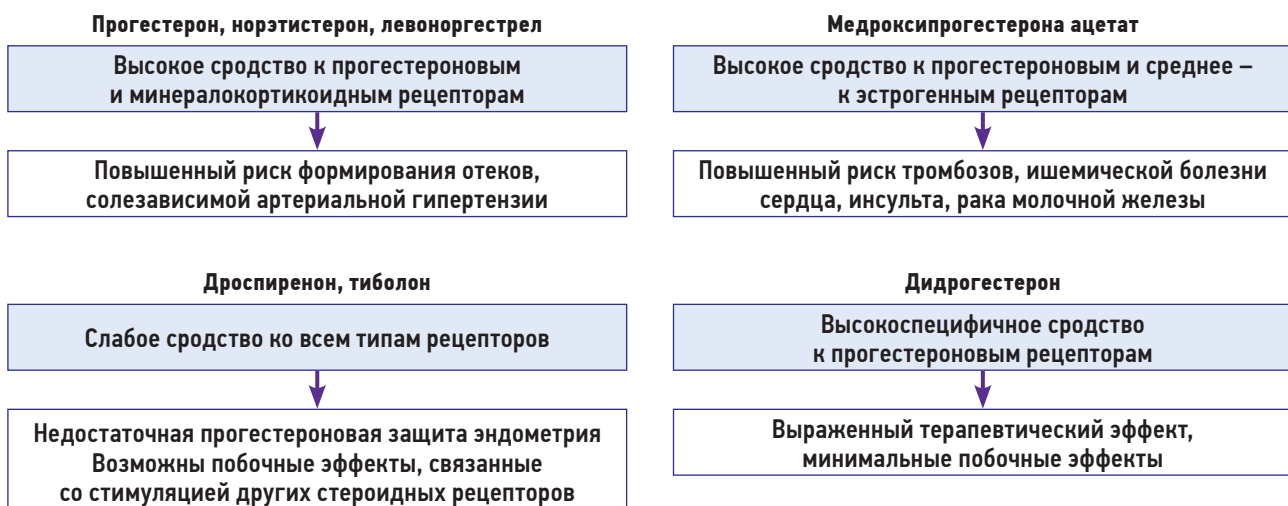 Прогестерон, норэтистерон, левоноргестрел
Высокое сродство к прогестероновым
и минералокортикоидным рецепторам
Повышенный риск формирования отеков,
солезависимой артериальной гипертензии
Медроксипрогестерона ацетат
Высокое сродство к прогестероновым и среднее –
к эстрогенным рецепторам
Повышенный риск тромбозов, ишемической болезни
сердца, инсульта, рака молочной железы
Дроспиренон, тиболон
Слабое сродство ко всем типам рецепторов
Недостаточная прогестероновая защита эндометрия
Возможны побочные эффекты, связанные
со стимуляцией других стероидных рецепторов
Дидрогестерон
Высокоспецифичное сродство
к прогестероновым рецепторам
Выраженный терапевтический эффект,
минимальные побочные эффекты